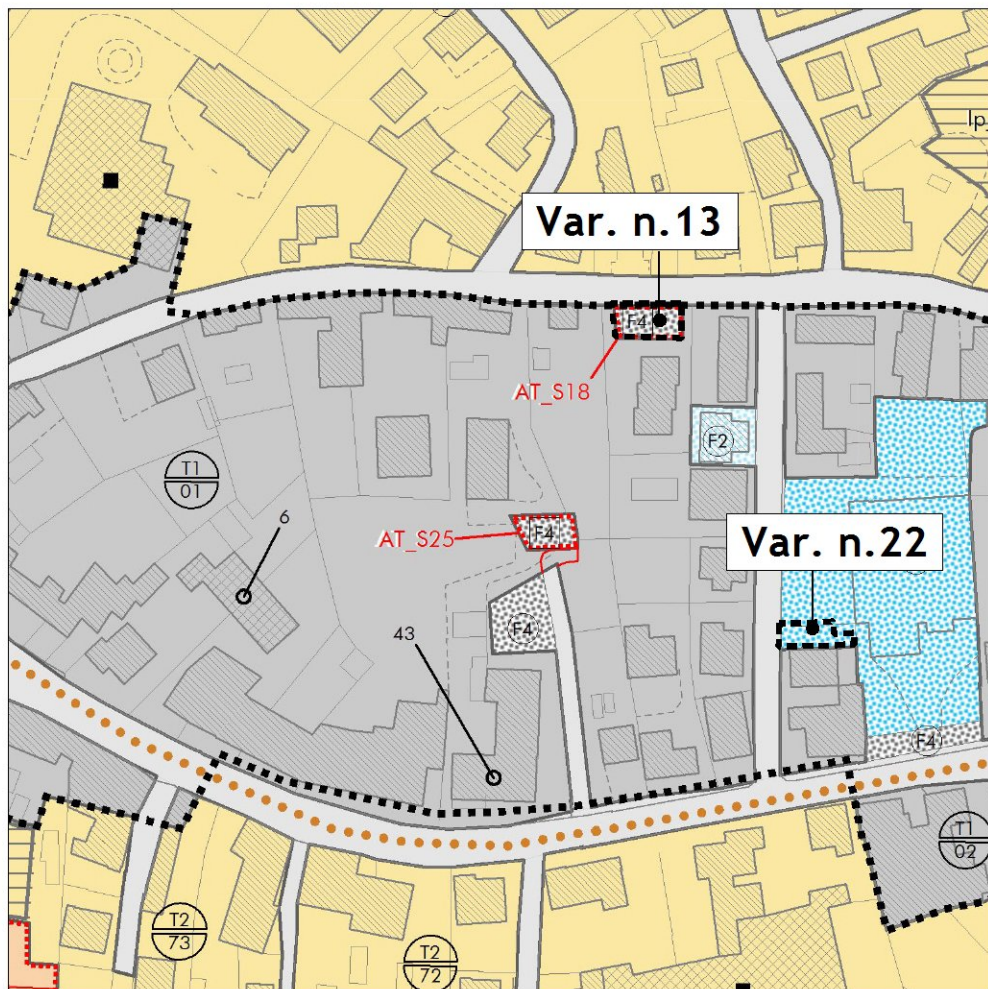 Ip
Var. n.13
F4
AT_S18
F2
T1
01
6
F4
AT_S25
Var. n.22
F4
43
F4
T1
02
T2
73
T2
72